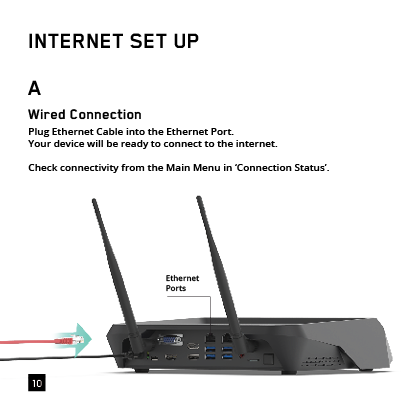 INTERNET SET UP
A
Wired Connection
Plug Ethernet Cable into the Ethernet Port.
Your device will be ready to connect to the internet.
Check connectivity from the Main Menu in ‘Connection Status’.
Ethernet
Ports
10